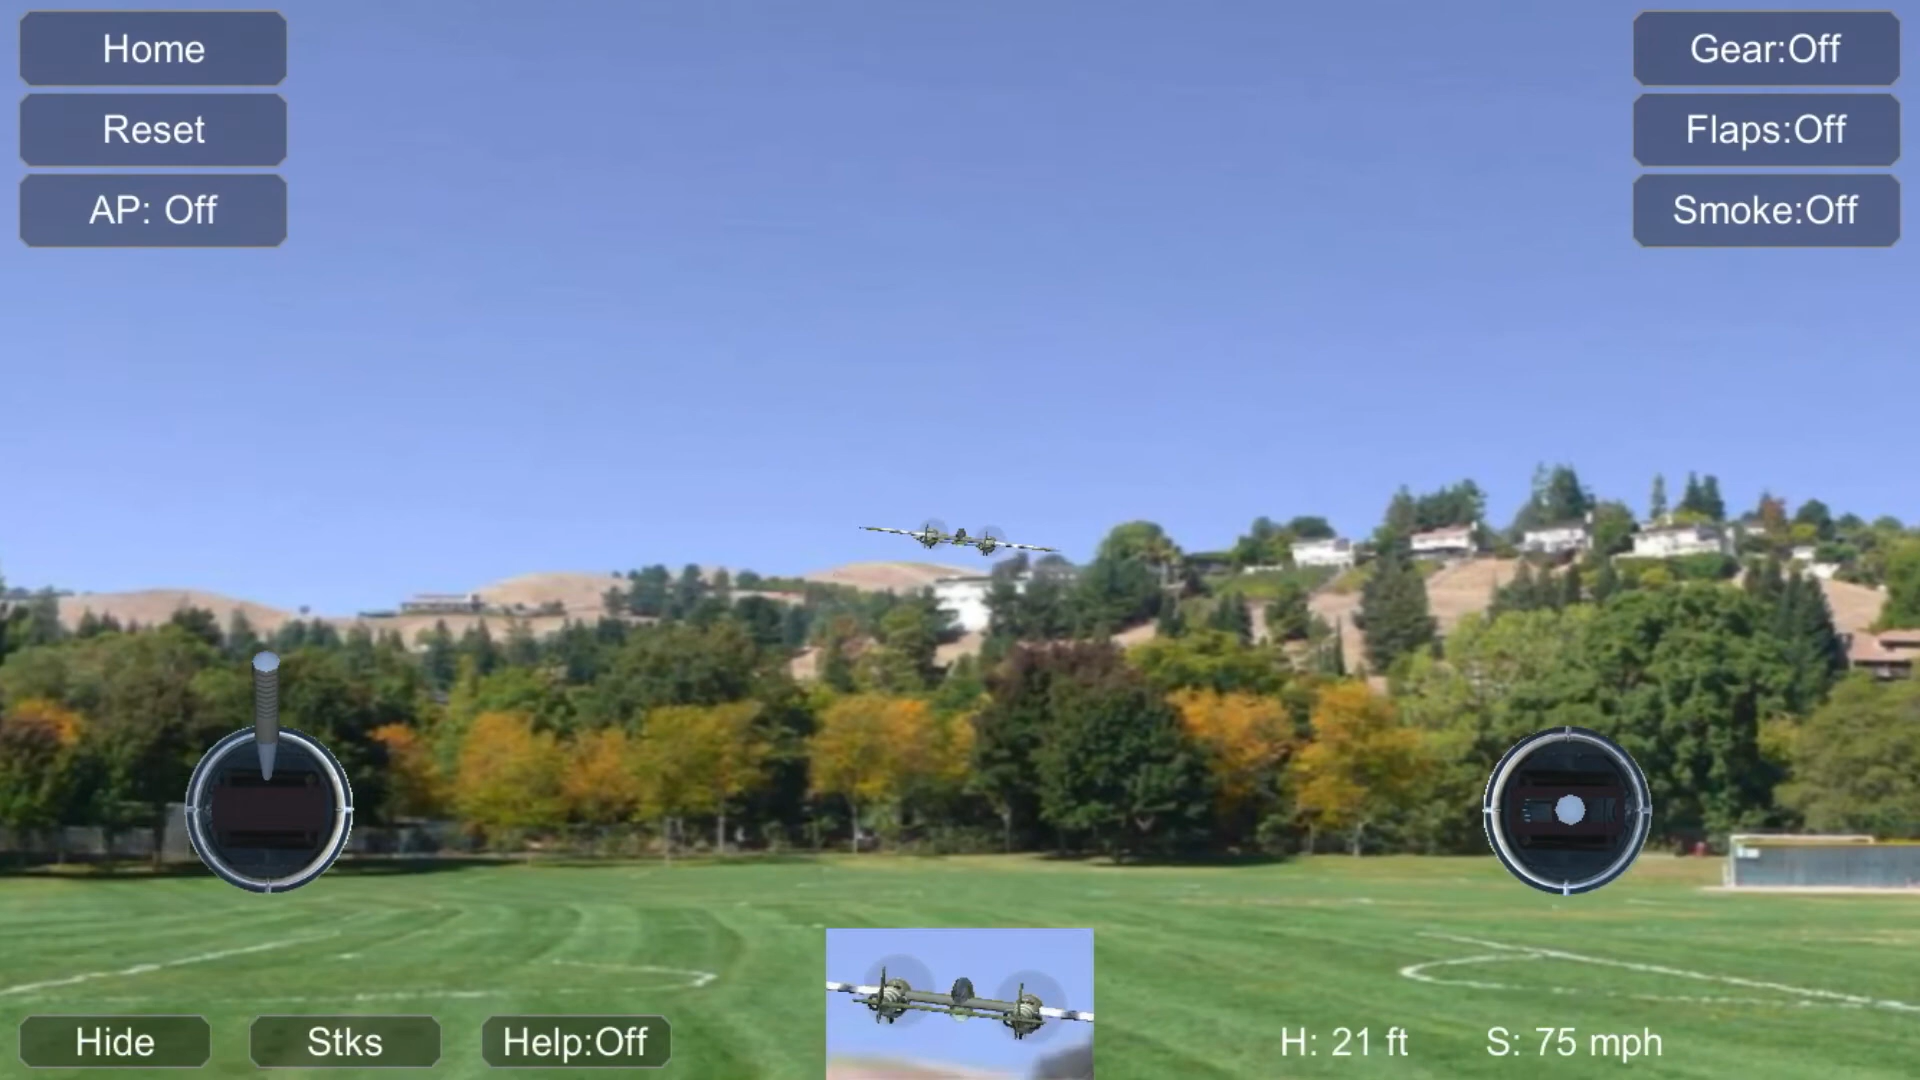 Home
Reset
AP: Off
Gear:Off
Flaps:Off
Smoke:Off
Hide
Stks
Help:Off
H: 21 ft
S: 75 mph